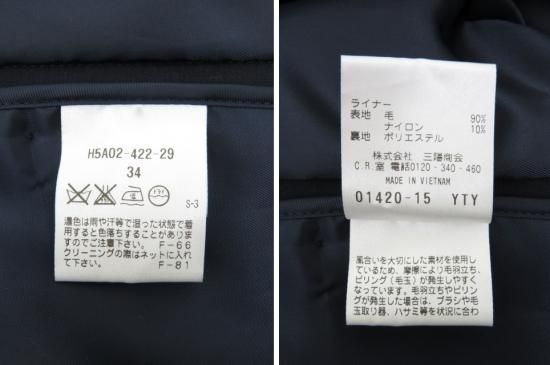 H5A02-422-29
34
S-3
濃色は雨や汗等で湿った状態で着
用すると色落ちすることがありま
すのでご注意下さい。 F-66
クリーニングの際はネットに入れ
て下さい。 F-81
ライナー
表地 毛 90%
ナイロン 10%
裏地 ポリエステル
株式会社 三陽商会
C.R.室 電話0120-340-460
MADE IN VIETNAM
01420-15 YTY
風合いを大切にした素材を使用し
ているため、摩擦により毛羽立ち、
ピリング(毛玉)が発生しやすく
なっています。毛羽立ちやピリン
グが発生した場合は、ブラシや毛
玉取り器、ハサミ等を状況に合わ